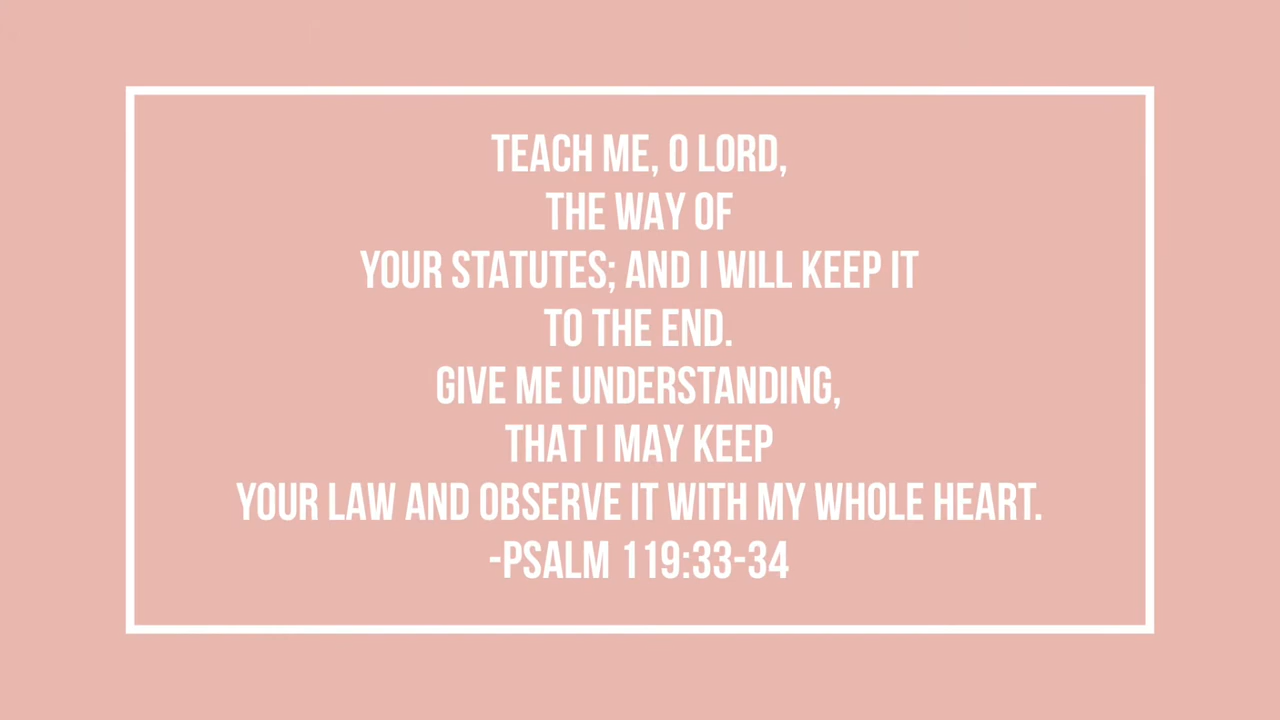 TEACH ME, O LORD,
THE WAY OF
YOUR STATUTES; AND I WILL KEEP IT
TO THE END.
GIVE ME UNDERSTANDING,
THAT I MAY KEEP
YOUR LAW AND OBSERVE IT WITH MY WHOLE HEART.
-PSALM 119:33-34